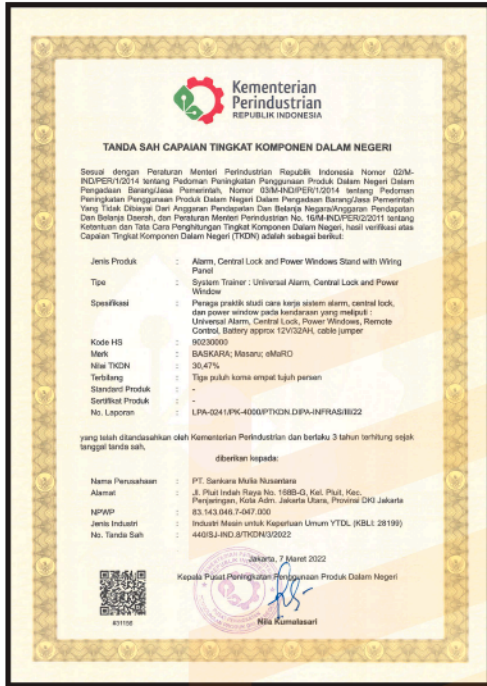 Kementerian
Perindustrian
REPUBLIK INDONESIA
TANDA SAH CAPAIAN TINGKAT KOMPONEN DALAM NEGERI
Sesuai dengan Peraturan Menteri Perindustrian Republik Indonesia Nomor 02/M-
IND/PER/1/2014 tentang Pedoman Peningkatan Penggunaan Produk Dalam Negeri Dalam
Pengadaan Barang/Jasa Pemerintah, Nomor 03/M-IND/PER/1/2014 tentang Pedoman
Peningkatan Penggunaan Produk Dalam Negeri Dalam Pengadaan Barang/Jasa Pemerintah
Yang Tidak Dibiayai Dari Anggaran Pendapatan Dan Belanja Negara/Anggaran Pendapatan
Dan Belanja Daerah, dan Peraturan Menteri Perindustrian No. 16/M-IND/PER/2/2011 tentang
Ketentuan dan Tata Cara Penghitungan Tingkat Komponen Dalam Negeri, hasil verifikasi atas
Capaian Tingkat Komponen Dalam Negeri (TKDN) adalah sebagai berikut:
Jenis Produk : Alarm, Central Lock and Power Windows Stand with Wiring
Panel
Tipe : System Trainer : Universal Alarm, Central Lock and Power
Window
Spesifikasi : Peraga praktik studi cara kerja sistem alarm, central lock,
dan power window pada kendaraan yang meliputi :
Universal Alarm, Central Lock, Power Windows, Remote
Control, Battery approx 12V/32AH, cable jumper
Kode HS : 90230000
Merk : BASKARA; Masaru; eMaRO
Nilai TKDN : 30,47%
Terbilang : Tiga puluh koma empat tujuh persen
Standard Produk : -
Sertifikat Produk : -
No. Laporan : LPA-0241/PK-4000/PTKDN.DIPA-INFRAS/III/22
yang telah ditandasahkan oleh Kementerian Perindustrian dan berlaku 3 tahun terhitung sejak
tanggal tanda sah,
diberikan kepada:
Nama Perusahaan : PT. Sankara Mulia Nusantara
Alamat : Jl. Pluit Indah Raya No. 168B-G, Kel. Pluit, Kec.
Penjaringan, Kota Adm. Jakarta Utara, Provinsi DKI Jakarta
NPWP : 83.143.046.7-047.000
Jenis Industri : Industri Mesin untuk Keperluan Umum YTDL (KBLI: 28199)
No. Tanda Sah : 440/SJ-IND.8/TKDN/3/2022
Jakarta, 7 Maret 2022
Kepala Pusat Peningkatan Penggunaan Produk Dalam Negeri
Nila Kumalasari